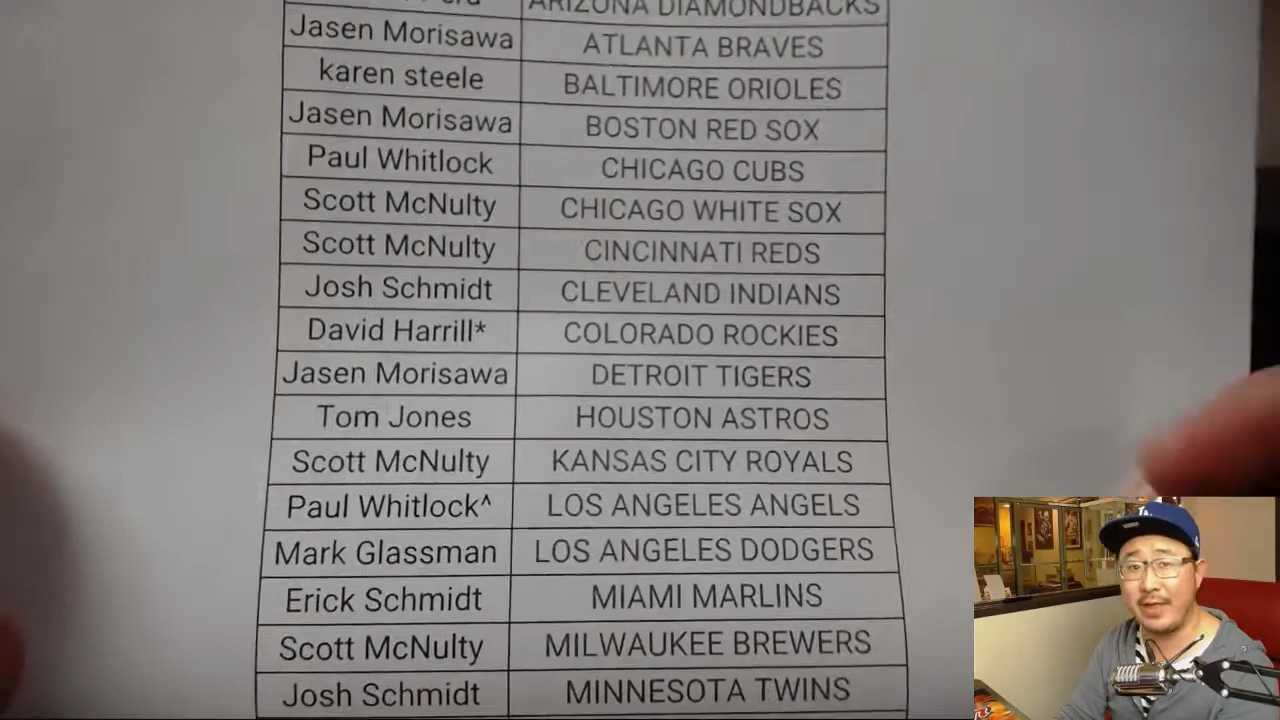 ARIZONA DIAMONDBACKS
Jasen Morisawa ATLANTA BRAVES
karen steele BALTIMORE ORIOLES
Jasen Morisawa BOSTON RED SOX
Paul Whitlock CHICAGO CUBS
Scott McNulty CHICAGO WHITE SOX
Scott McNulty CINCINNATI REDS
Josh Schmidt CLEVELAND INDIANS
David Harrill* COLORADO ROCKIES
Jasen Morisawa DETROIT TIGERS
Tom Jones HOUSTON ASTROS
Scott McNulty KANSAS CITY ROYALS
Paul Whitlock^ LOS ANGELES ANGELS
Mark Glassman LOS ANGELES DODGERS
Erick Schmidt MIAMI MARLINS
Scott McNulty MILWAUKEE BREWERS
Josh Schmidt MINNESOTA TWINS